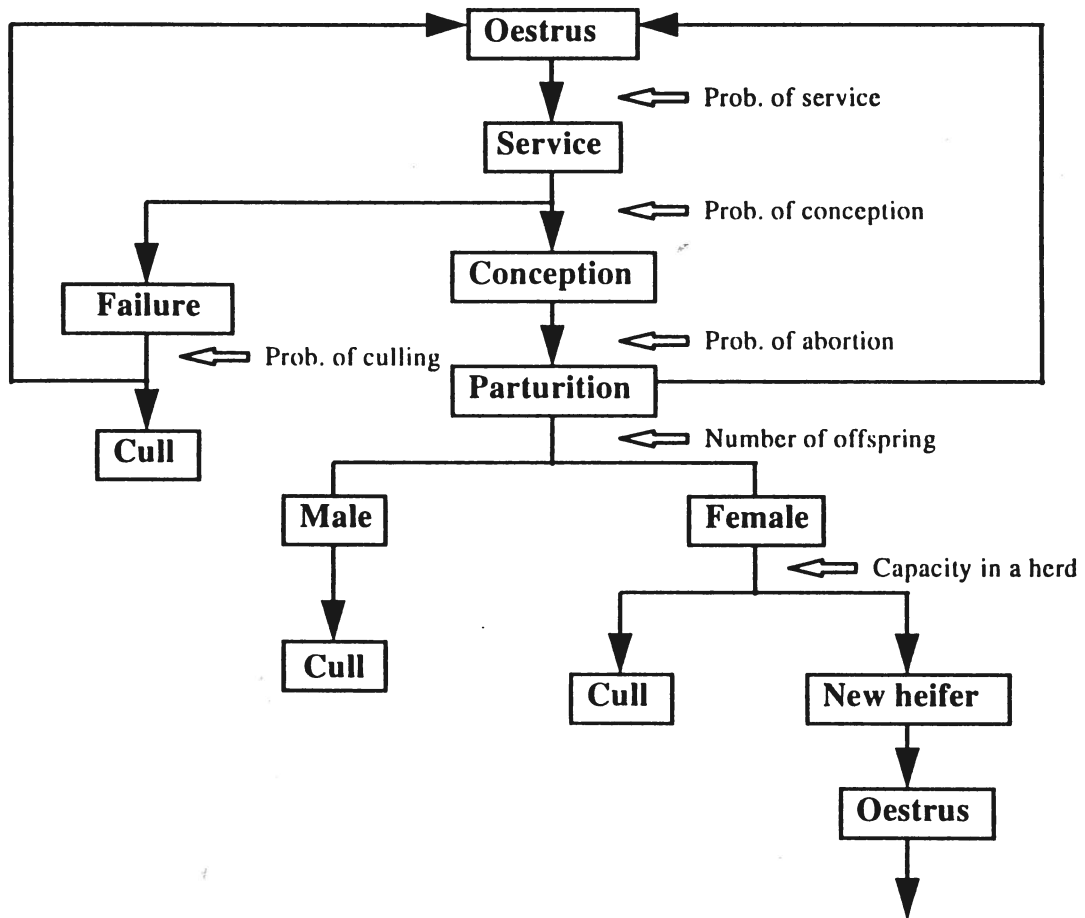 Oestrus
Prob. of service
Service
Prob. of conception
Conception
Failure
Prob. of abortion
Prob. of culling
Parturition
Number of offspring
Cull
Male
Female
Capacity in a herd
Cull
Cull
New heifer
Oestrus